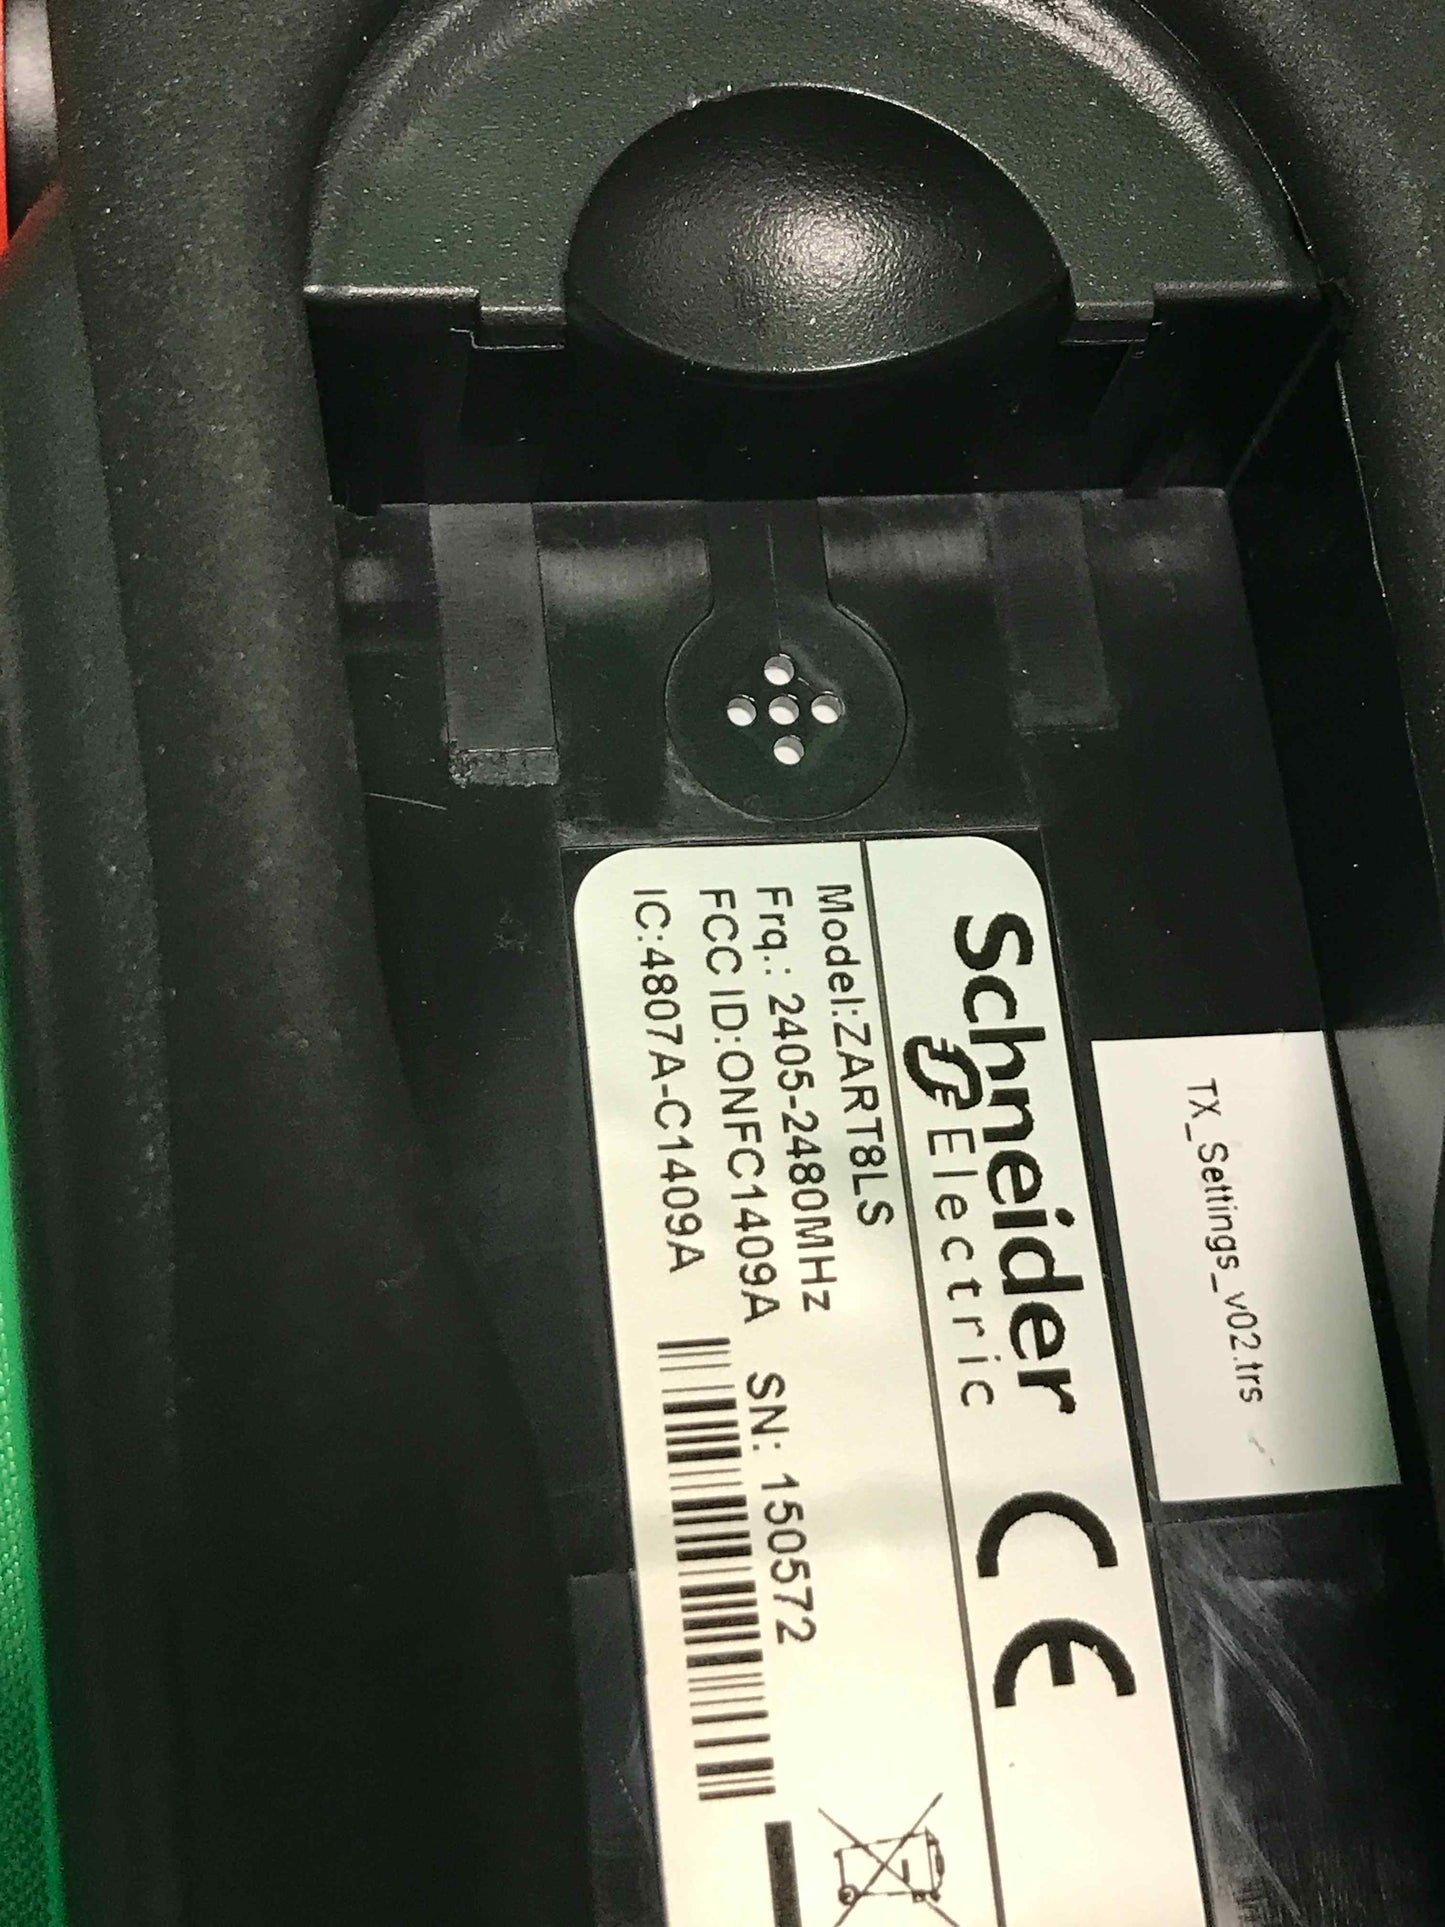 TX_Settings_v02.trs
Schneider
Electric
CE
Model:ZART8LS
Frq.: 2405-2480MHz
FCC ID:ONFC1409A SN: 150572
IC:4807A-C1409A